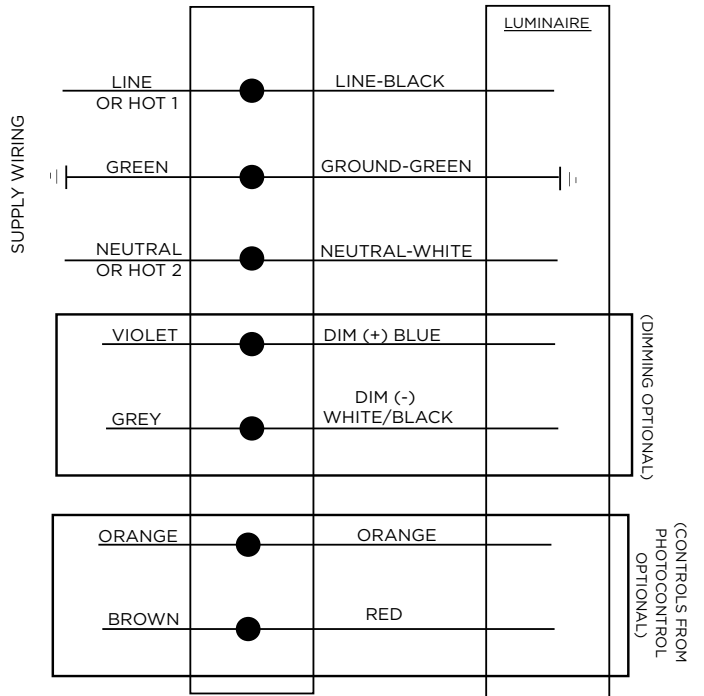 LUMINAIRE
SUPPLY WIRING
LINE
OR HOT 1
LINE-BLACK
GREEN
GROUND-GREEN
NEUTRAL
OR HOT 2
NEUTRAL-WHITE
VIOLET
DIM (+) BLUE
GREY
DIM (-)
WHITE/BLACK
(DIMMING OPTIONAL)
ORANGE
ORANGE
BROWN
RED
(CONTROLS FROM
PHOTOCONTROL
OPTIONAL)